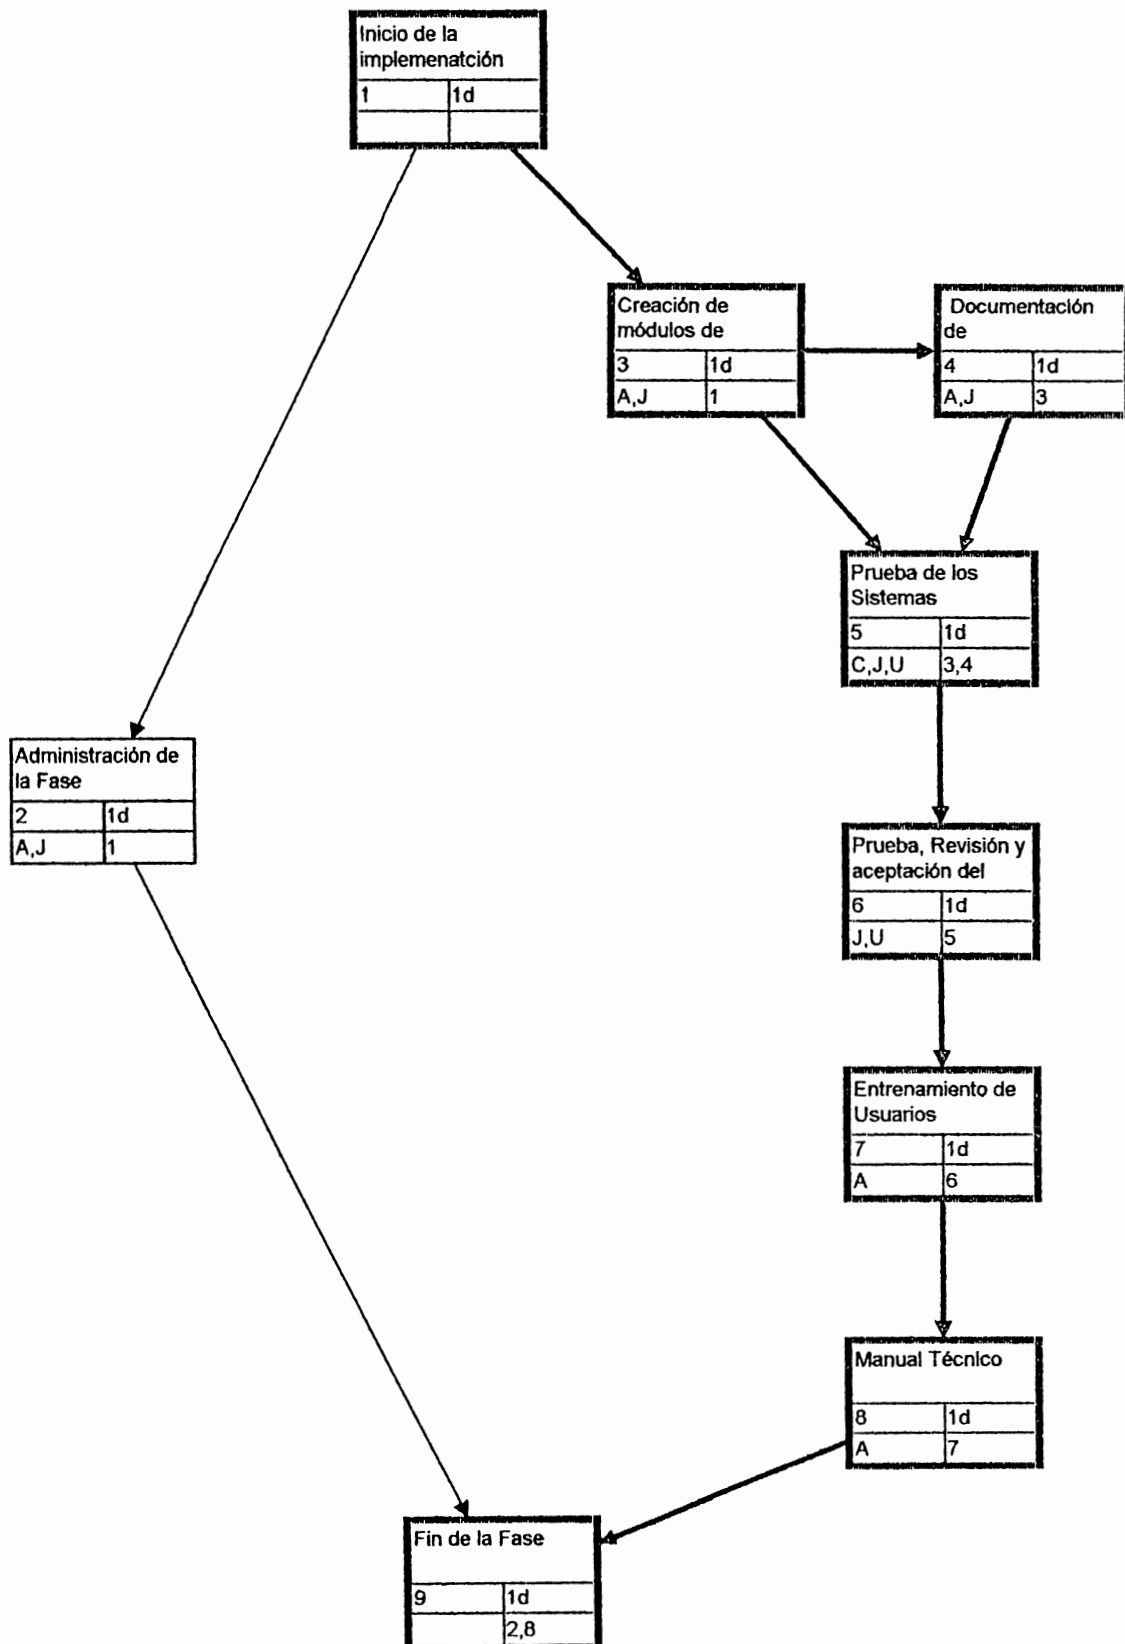 Inicio de la
implemenatción
1 1d
Creación de
módulos de
3 1d
A,J 1
Documentación
de
4 1d
A,J 3
Prueba de los
Sistemas
5 1d
C,J,U 3,4
Administración de
la Fase
2 1d
A,J 1
Prueba, Revisión y
aceptación del
6 1d
J,U 5
Entrenamiento de
Usuarios
7 1d
A 6
Manual Técnico
8 1d
A 7
Fin de la Fase
9 1d
2,8